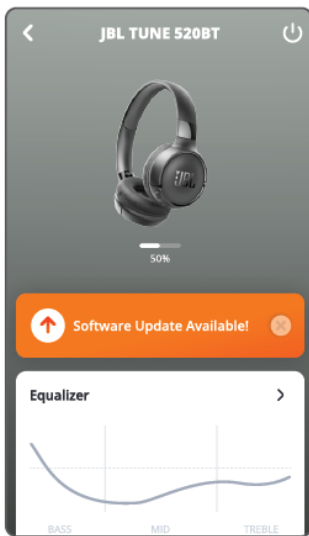 JBL TUNE 520BT
JBL
50%
Software Update Available!
Equalizer
BASS MID TREBLE